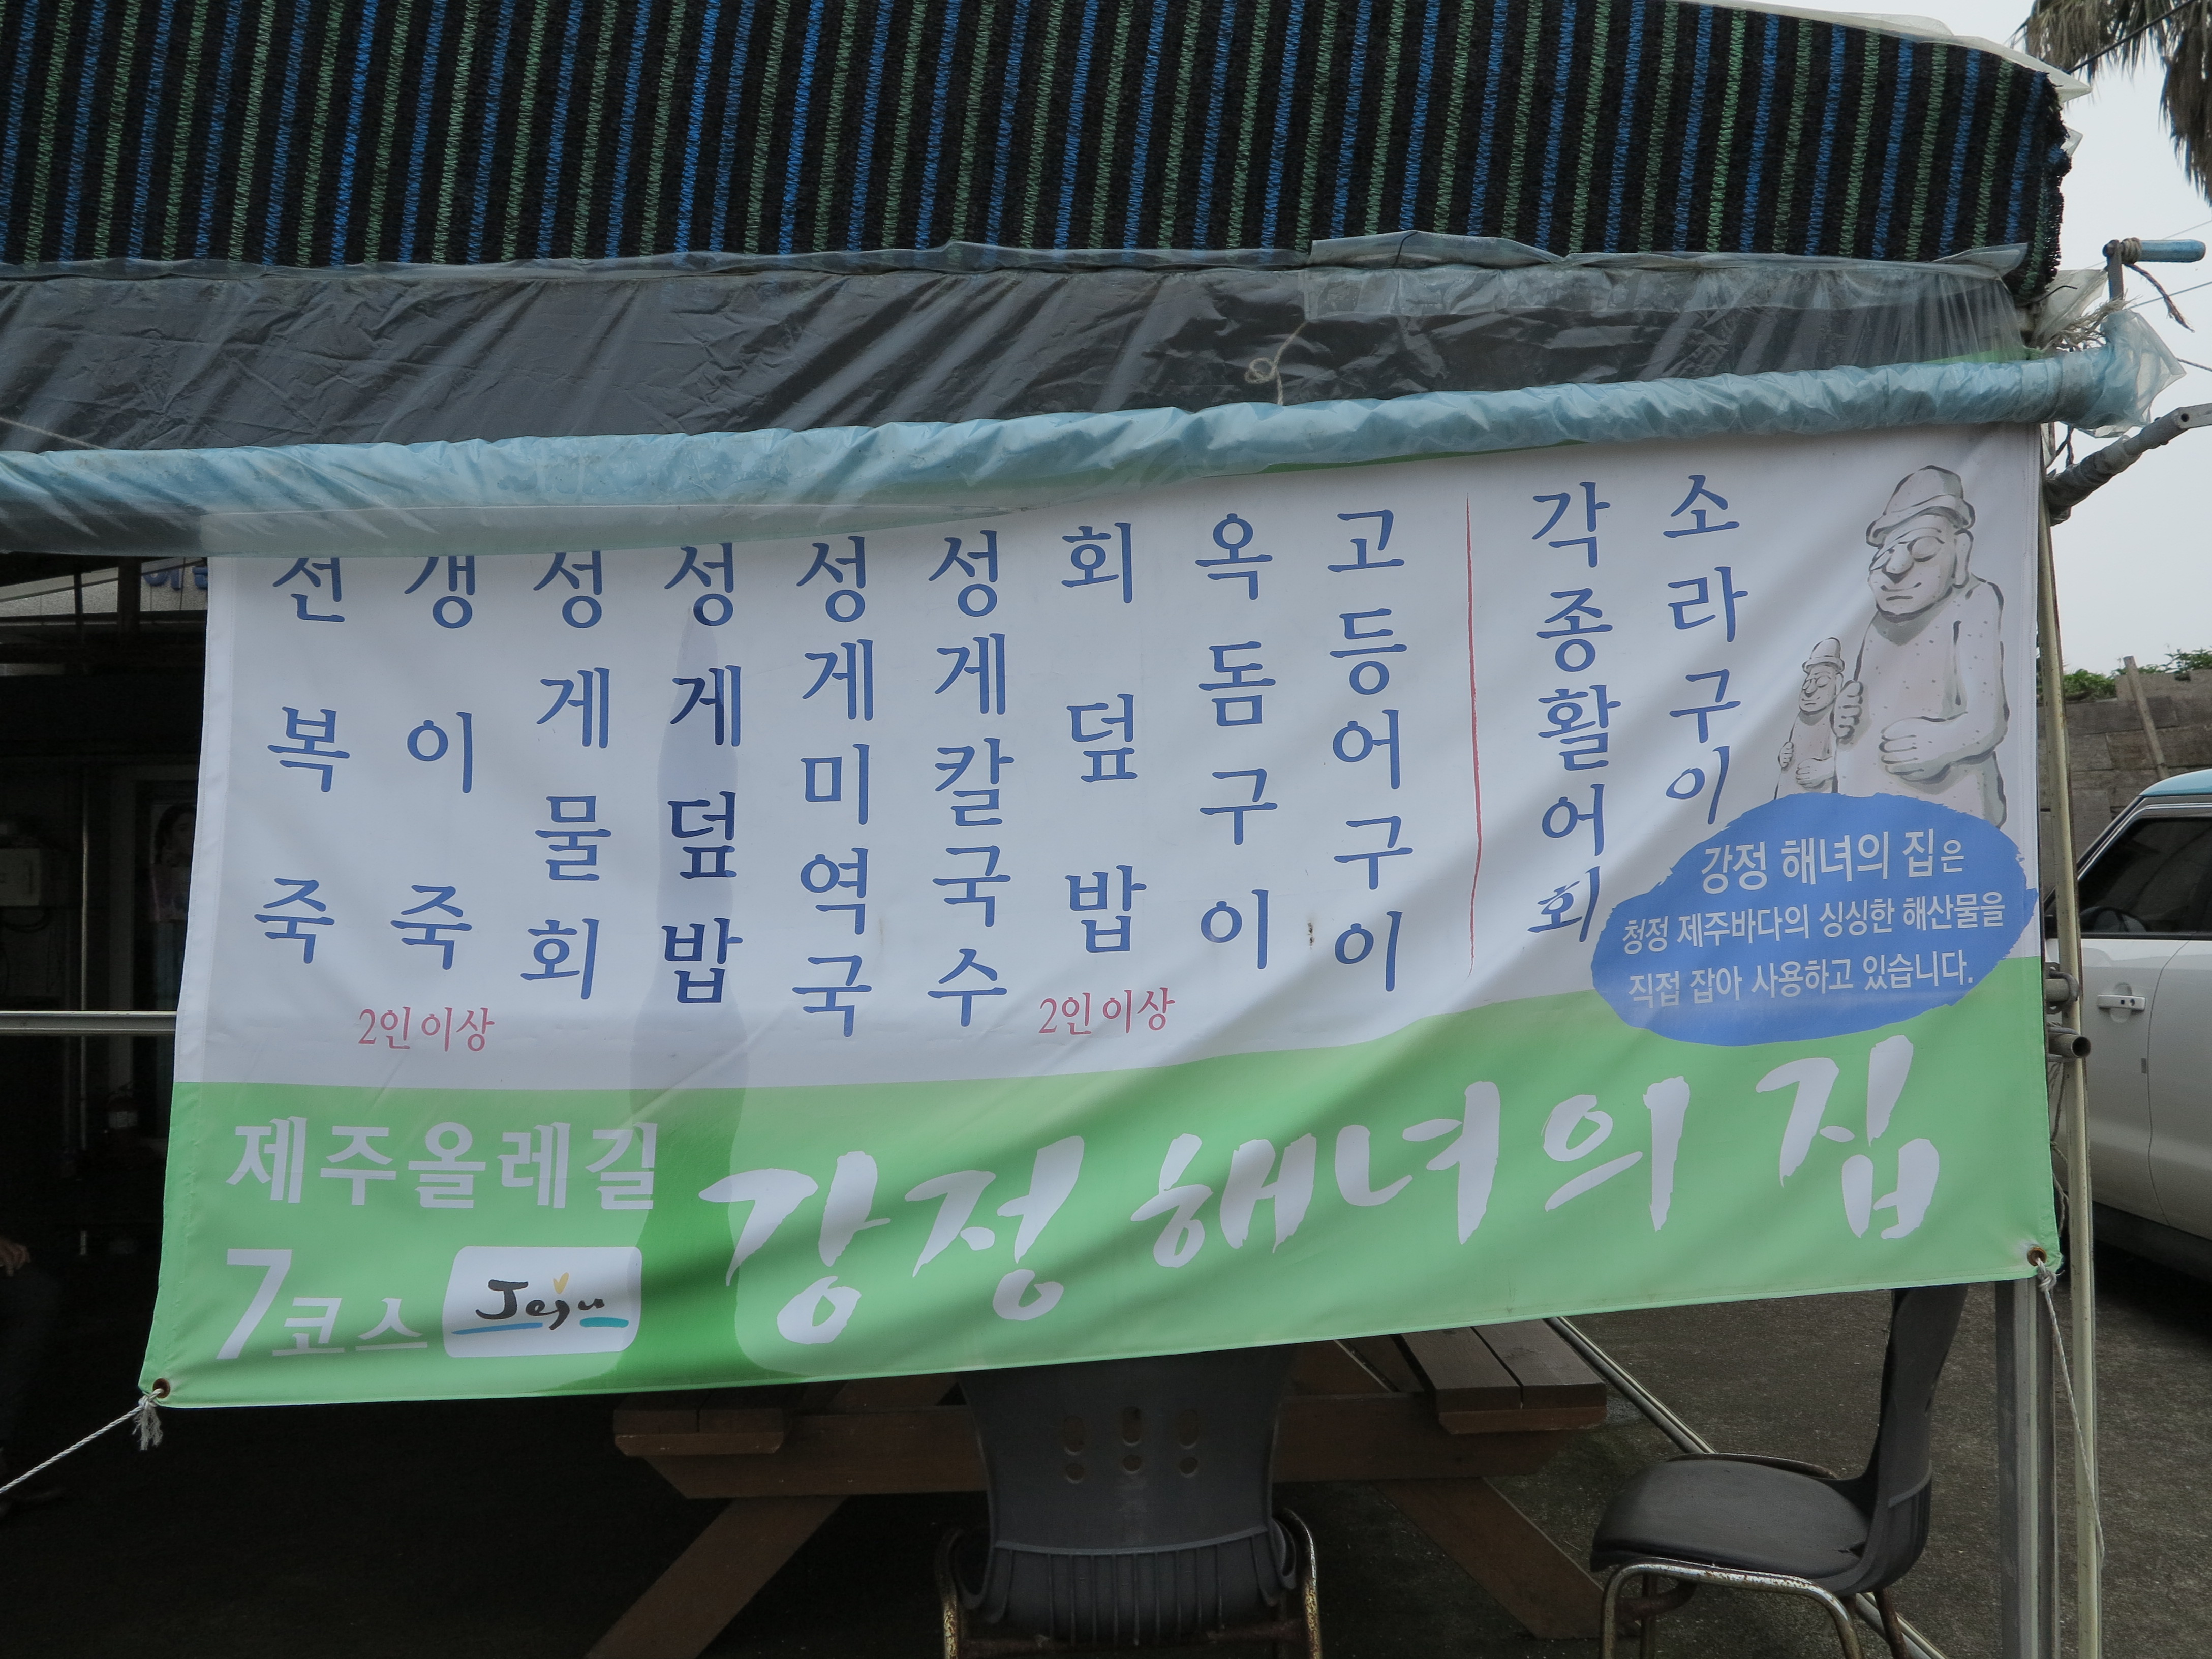 전복죽
갱이죽
2인이상
성게물회
성게덮밥
성게미역국
성게칼국수
회덮밥
2인이상
옥돔구이
고등어구이
각종활어회
소라구이
강정 해녀의 집은
청정 제주바다의 싱싱한 해산물을
직접 잡아 사용하고 있습니다.
제주올레길
7코스
Jeju
강정 해녀의 집